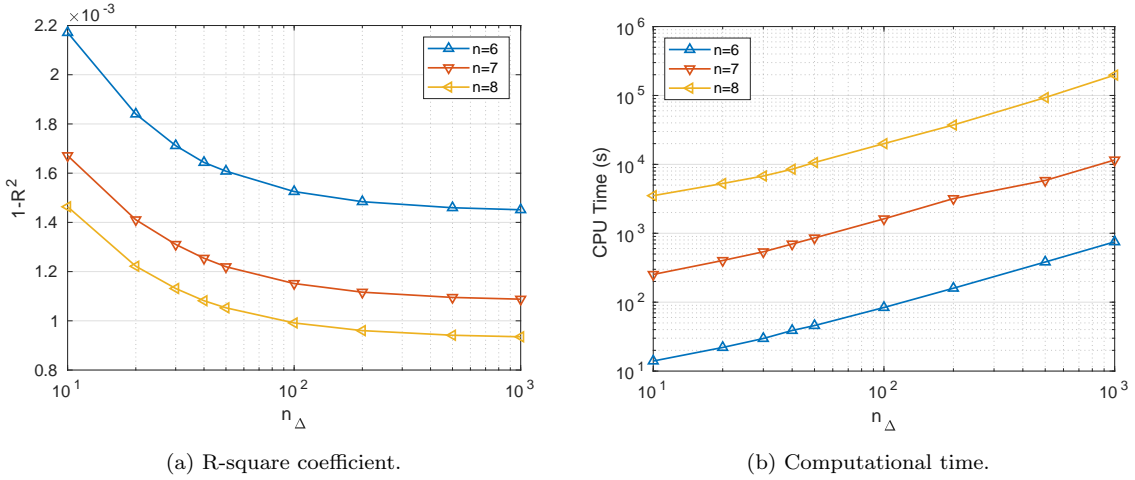 ×10⁻³
2.2
2
1.8
1.6
1.4
1.2
1
0.8
1-R²
10¹
10²
10³
n_Δ
n=6
n=7
n=8
(a) R-square coefficient.
10⁶
10⁵
10⁴
10³
10²
10¹
CPU Time (s)
10¹
10²
10³
n_Δ
n=6
n=7
n=8
(b) Computational time.